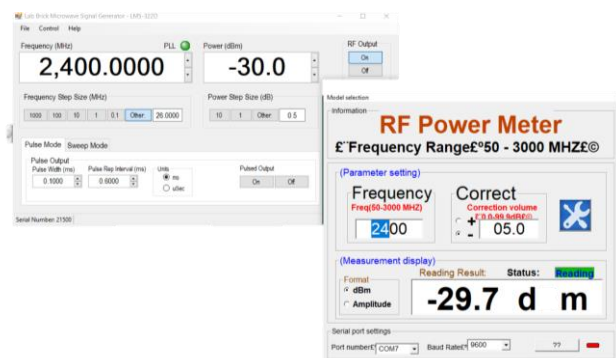 Lab Brick Microwave Signal Generator - LMS-322D
File Control Help
Frequency (MHz) PLL
2,400.0000
Power (dBm)
-30.0
RF Output
On
Off
Frequency Step Size (MHz)
1000 100 10 1 0.1 Other 26.0000
Power Step Size (dB)
10 1 Other 0.5
Pulse Mode Sweep Mode
Pulse Output
Pulse Width (ms) Pulse Rep Interval (ms) Units
0.1000 0.6000 ms
uSec
Pulsed Output
On Off
Serial Number 21500
Model selection
Information
RF Power Meter
£¨Frequency Range£º50 - 3000 MHZ£©
(Parameter setting)
Frequency
Freq(50-3000 MHZ)
2400
Correct
Correction volume
+
-
05.0
(Measurement display)
Format
dBm
Amplitude
Reading Result: Status: Reading
-29.7 d m
Serial port settings
Port number£º COM7 Baud Rate£º 9600 ??